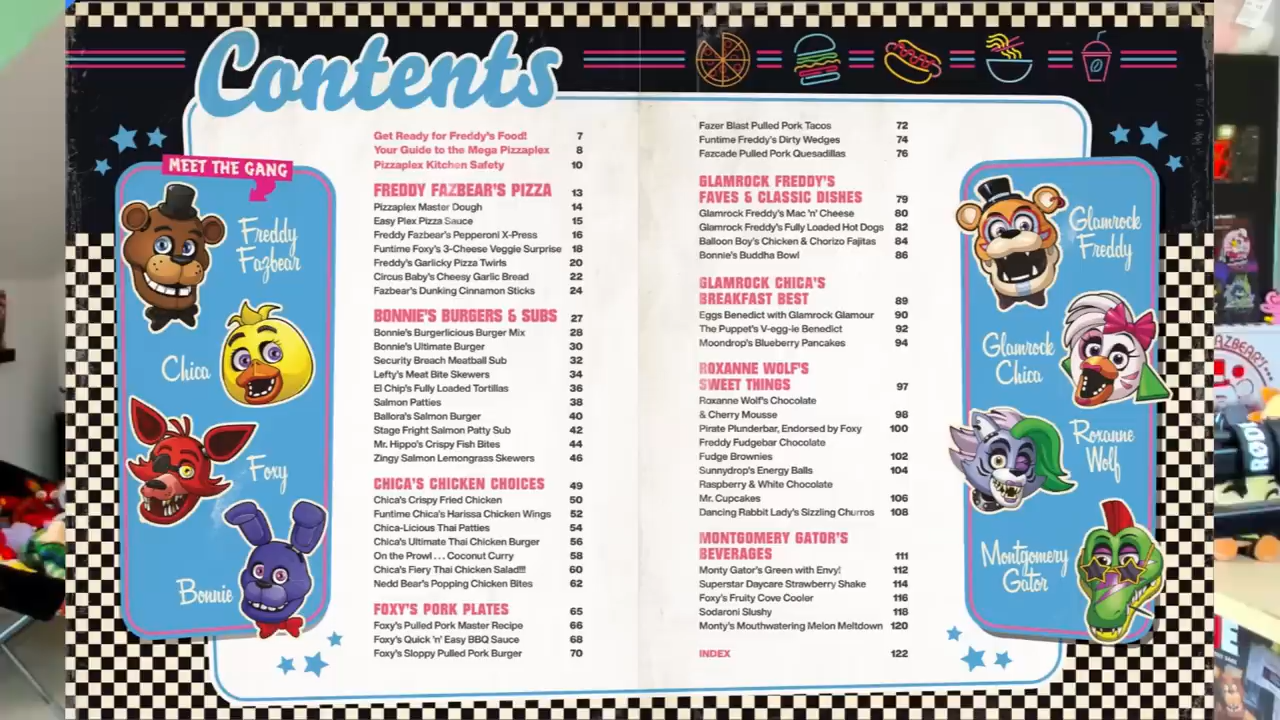 Contents
MEET THE GANG
Freddy
Fazbear
Chica
Foxy
Bonnie
Get Ready for Freddy's Food! 7
Your Guide to the Mega Pizzaplex 8
Pizzaplex Kitchen Safety 10
FREDDY FAZBEAR'S PIZZA 13
Pizzaplex Master Dough 14
Easy Plex Pizza Sauce 15
Freddy Fazbear's Pepperoni X-Press 16
Funtime Foxy's 3-Cheese Veggie Surprise 18
Freddy's Garlicky Pizza Twirls 20
Circus Baby's Cheesy Garlic Bread 22
Fazbear's Dunking Cinnamon Sticks 24
BONNIE'S BURGERS & SUBS 27
Bonnie's Burgerlicious Burger Mix 28
Bonnie's Ultimate Burger 30
Security Breach Meatball Sub 32
Lefty's Meat Bite Skewers 34
El Chip's Fully Loaded Tortillas 36
Salmon Patties 38
Ballora's Salmon Burger 40
Stage Fright Salmon Patty Sub 42
Mr. Hippo's Crispy Fish Bites 44
Zingy Salmon Lemongrass Skewers 46
CHICA'S CHICKEN CHOICES 49
Chica's Crispy Fried Chicken 50
Funtime Chica's Harissa Chicken Wings 52
Chica-Licious Thai Patties 54
Chica's Ultimate Thai Chicken Burger 56
On the Prowl . . . Coconut Curry 58
Chica's Fiery Thai Chicken Salad!!! 60
Nedd Bear's Popping Chicken Bites 62
FOXY'S PORK PLATES 65
Foxy's Pulled Pork Master Recipe 66
Foxy's Quick 'n' Easy BBQ Sauce 68
Foxy's Sloppy Pulled Pork Burger 70
Fazer Blast Pulled Pork Tacos 72
Funtime Freddy's Dirty Wedges 74
Fazcade Pulled Pork Quesadillas 76
GLAMROCK FREDDY'S
FAVES & CLASSIC DISHES 79
Glamrock Freddy's Mac 'n' Cheese 80
Glamrock Freddy's Fully Loaded Hot Dogs 82
Balloon Boy's Chicken & Chorizo Fajitas 84
Bonnie's Buddha Bowl 86
GLAMROCK CHICA'S
BREAKFAST BEST 89
Eggs Benedict with Glamrock Glamour 90
The Puppet's V-egg-ie Benedict 92
Moondrop's Blueberry Pancakes 94
ROXANNE WOLF'S
SWEET THINGS 97
Roxanne Wolf's Chocolate
& Cherry Mousse 98
Pirate Plunderbar, Endorsed by Foxy 100
Freddy Fudgebar Chocolate
Fudge Brownies 102
Sunnydrop's Energy Balls 104
Raspberry & White Chocolate
Mr. Cupcakes 106
Dancing Rabbit Lady's Sizzling Churros 108
MONTGOMERY GATOR'S
BEVERAGES 111
Monty Gator's Green with Envy! 112
Superstar Daycare Strawberry Shake 114
Foxy's Fruity Cove Cooler 116
Sodaroni Slushy 118
Monty's Mouthwatering Melon Meltdown 120
INDEX 122
Glamrock
Freddy
Glamrock
Chica
Roxanne
Wolf
Montgomery
Gator